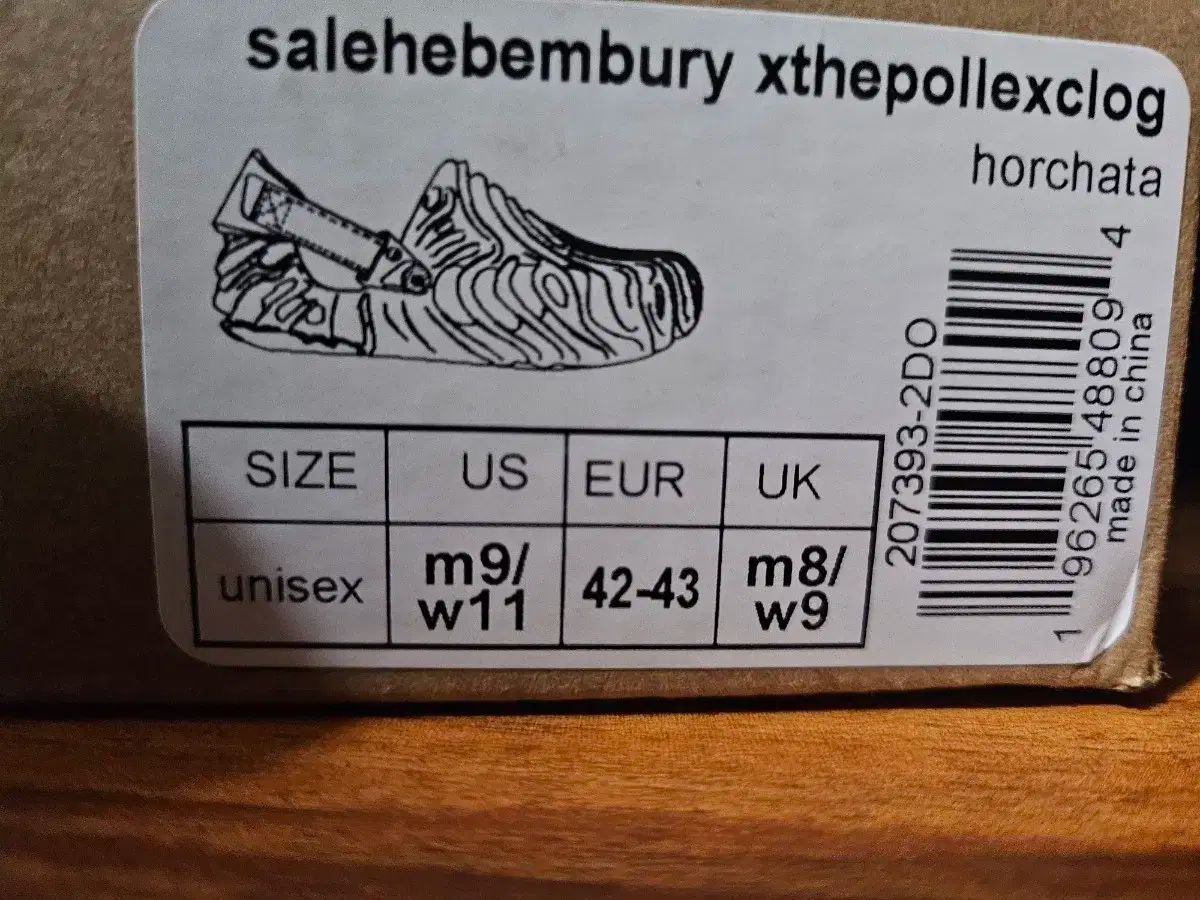 salehebembury xthepollexclog
horchata
SIZE US EUR UK
unisex m9/ w11 42-43 m8/ w9
207393-2DO
1 96265 48809 4
made in china